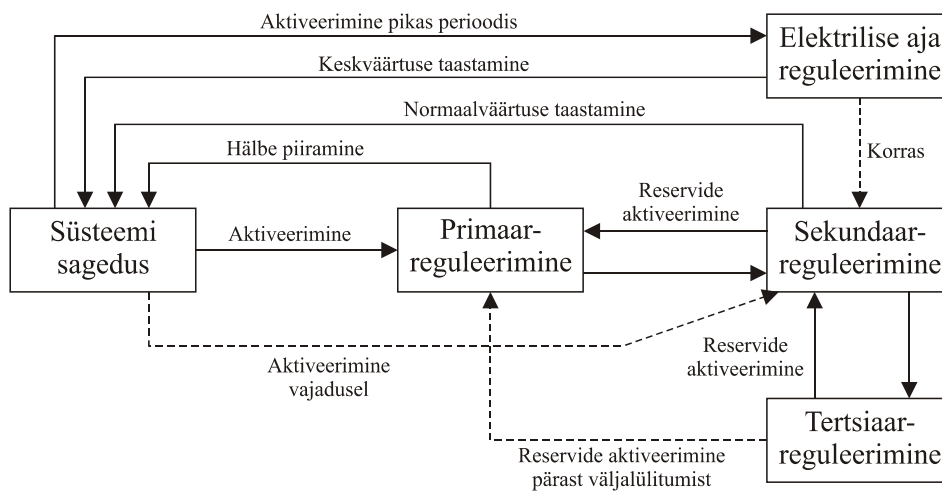 Aktiveerimine pikas perioodis
Elektrilise aja
reguleerimine
Keskväärtuse taastamine
Normaalväärtuse taastamine
Hälbe piiramine
Korras
Süsteemi
sagedus
Aktiveerimine
Primaar-
reguleerimine
Reservide
aktiveerimine
Sekundaar-
reguleerimine
Aktiveerimine
vajadusel
Reservide
aktiveerimine
Reservide aktiveerimine
pärast väljalülitumist
Tertsiaar-
reguleerimine